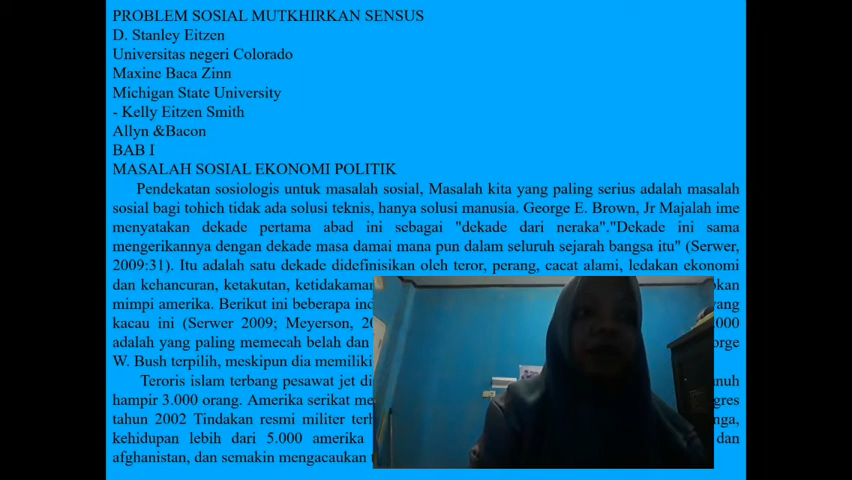 PROBLEM SOSIAL MUTKHIRKAN SENSUS
D. Stanley Eitzen
Universitas negeri Colorado
Maxine Baca Zinn
Michigan State University
- Kelly Eitzen Smith
Allyn &Bacon
BAB I
MASALAH SOSIAL EKONOMI POLITIK
Pendekatan sosiologis untuk masalah sosial, Masalah kita yang paling serius adalah masalah
sosial bagi tohich tidak ada solusi teknis, hanya solusi manusia. George E. Brown, Jr Majalah ime
menyatakan dekade pertama abad ini sebagai "dekade dari neraka"."Dekade ini sama
mengerikannya dengan dekade masa damai mana pun dalam seluruh sejarah bangsa itu" (Serwer,
2009:31). Itu adalah satu dekade didefinisikan oleh teror, perang, cacat alami, ledakan ekonomi
dan kehancuran, ketakutan,
mimpi amerika. Berikut ini beberapa yang
kacau ini (Serwer 2009; Meyerson,
adalah yang paling memecah belah dan
W. Bush terpilih, meskipun dia
Teroris islam terbang pesawat jet
hampir 3.000 orang. Amerika serikat
tahun 2002 Tindakan resmi militer
kehidupan lebih dari 5.000 amerika dan
afghanistan, dan semakin mengacaukan